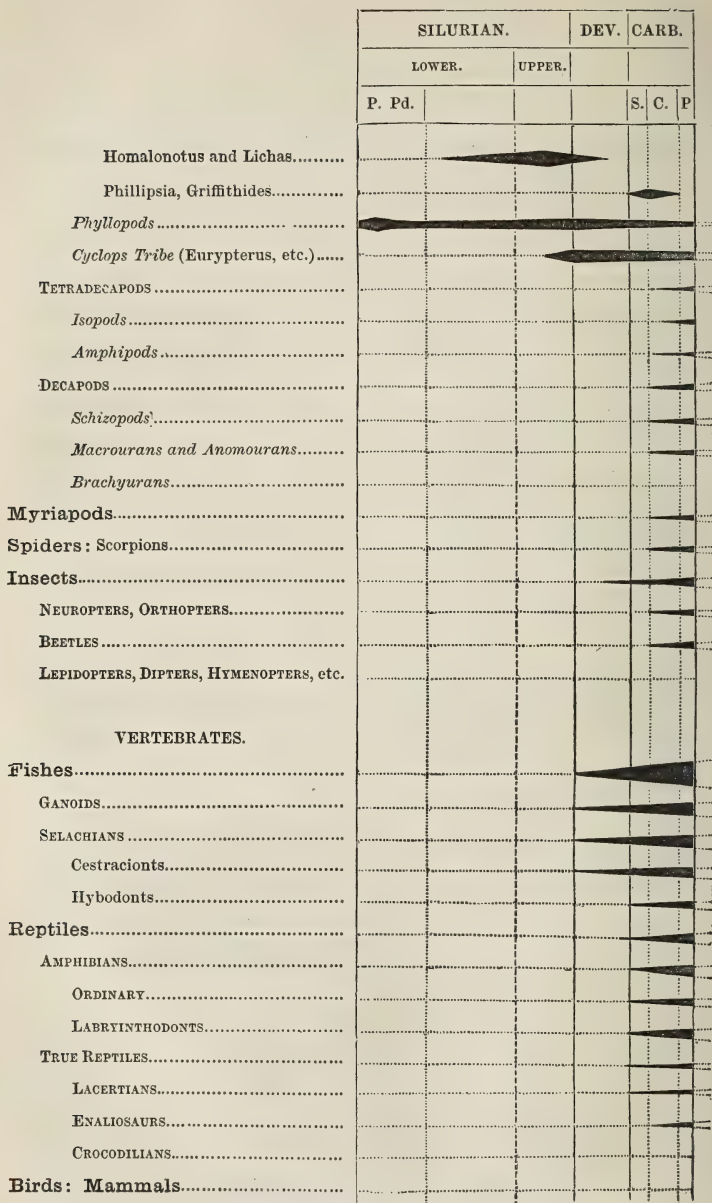 SILURIAN. DEV. CARB.
LOWER. UPPER.
P. Pd. S. C. P
Homalonotus and Lichas..........
Phillipsia, Griffithides..............
Phyllopods..................................
Cyclops Tribe (Eurypterus, etc.)......
TETRADECAPODS......................................
Isopods......................................
Amphipods......................................
DECAPODS......................................
Schizopods......................................
Macrourans and Anomourans.........
Brachyurans......................................
Myriapods......................................
Spiders: Scorpions......................................
Insects......................................
NEUROPTERS, ORTHOPTERS.......................
BEETLES......................................
LEPIDOPTERS, DIPTERS, HYMENOPTERS, etc.
VERTEBRATES.
Fishes......................................
GANOIDS......................................
SELACHIANS......................................
Cestracionts......................................
Hybodonts......................................
Reptiles......................................
AMPHIBIANS......................................
ORDINARY......................................
LABRYINTHODONTS............................
TRUE REPTILES......................................
LACERTIANS......................................
ENALIOSAURS......................................
CROCODILIANS......................................
Birds: Mammals..............................